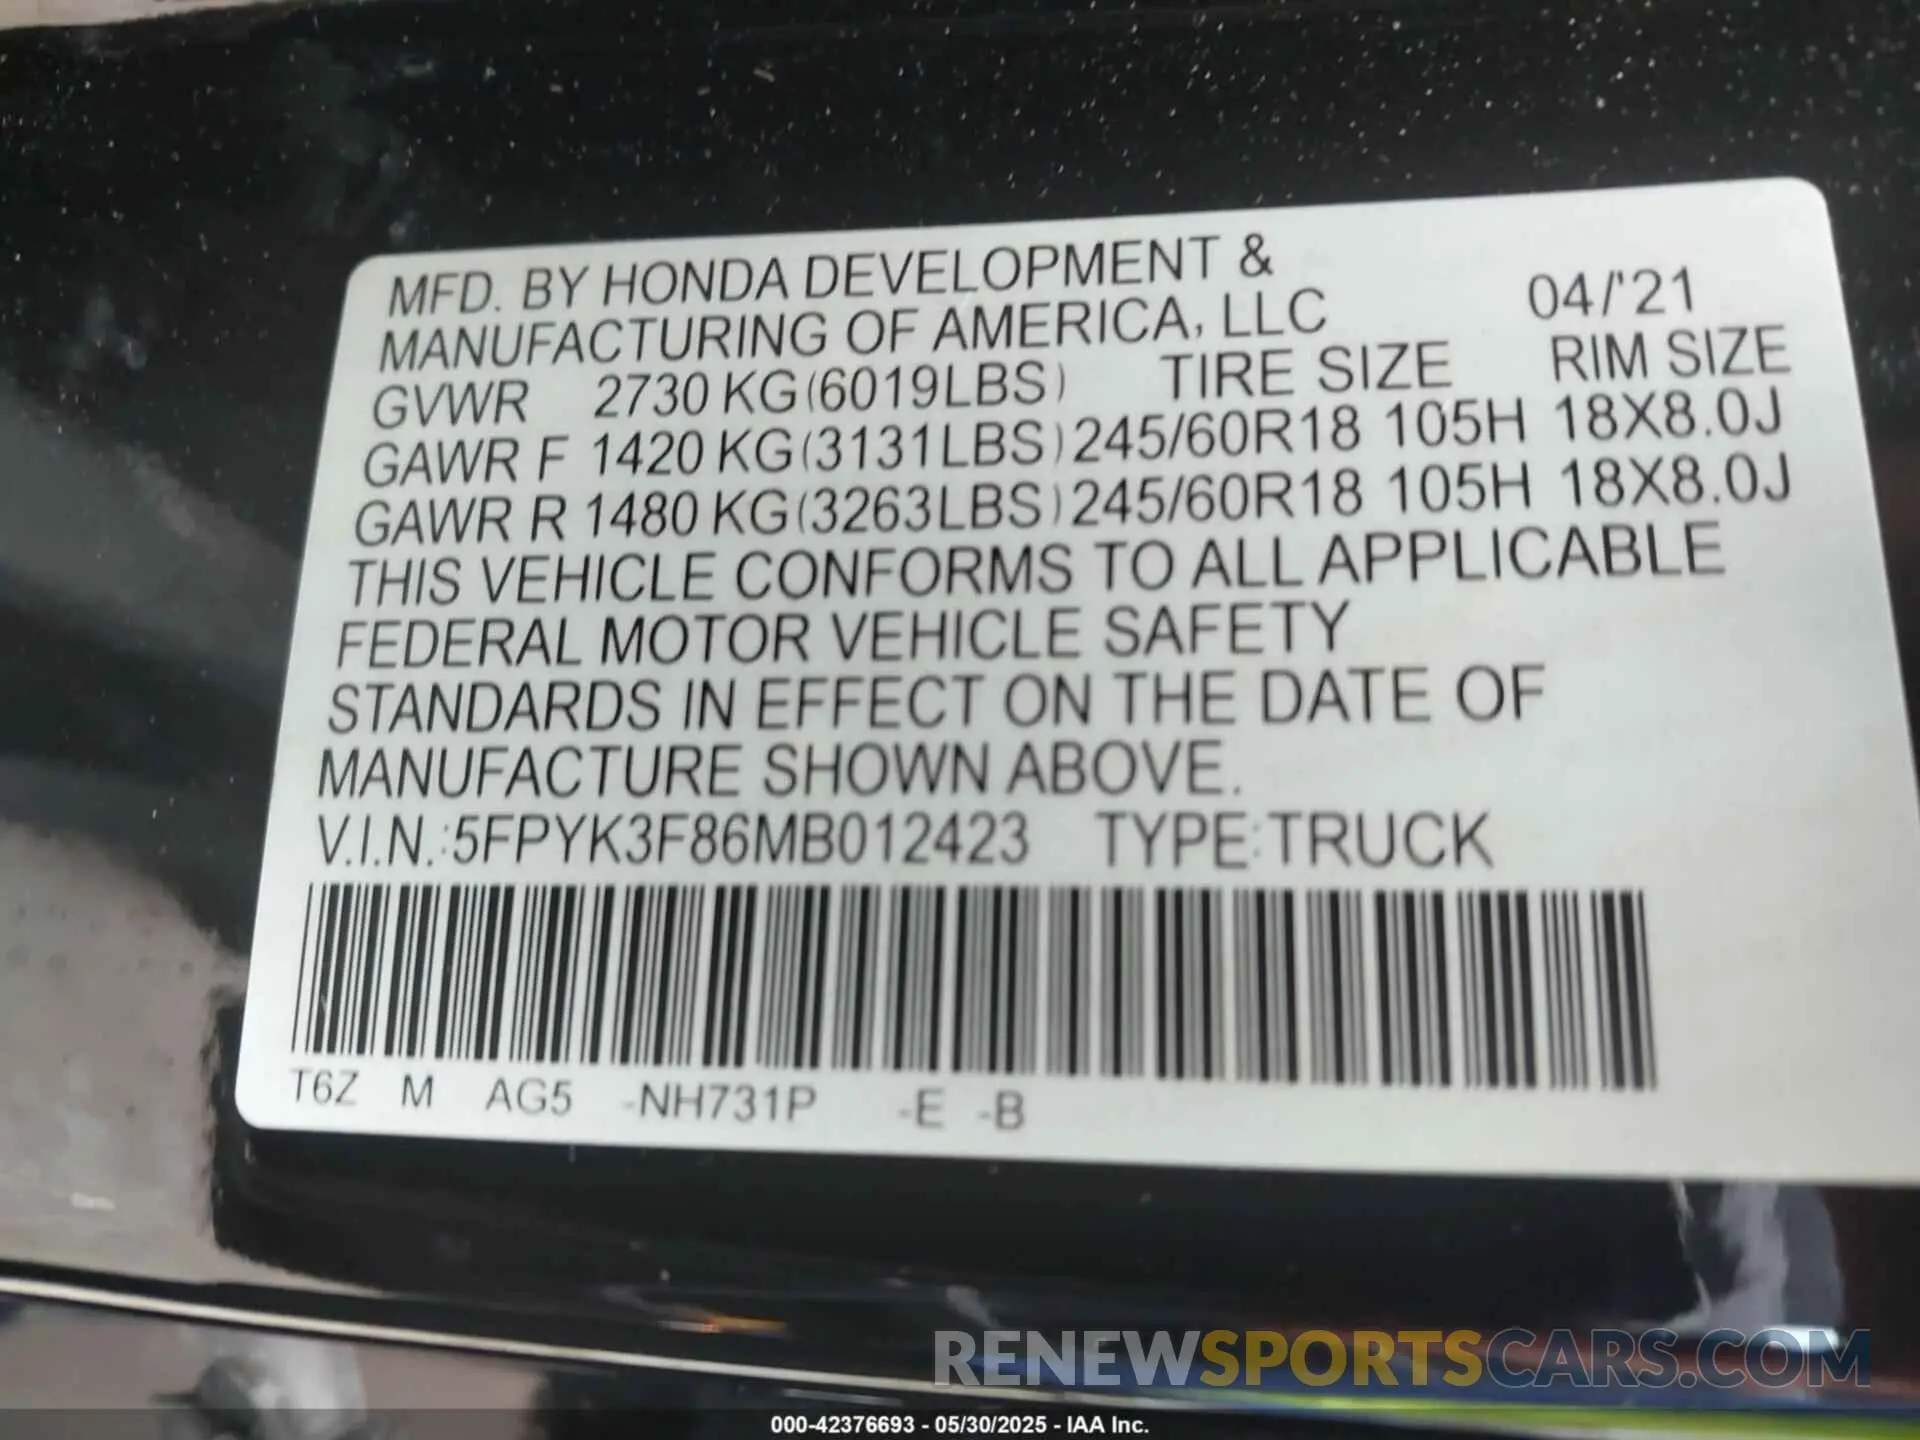 MFD. BY HONDA DEVELOPMENT &
MANUFACTURING OF AMERICA, LLC 04/'21
GVWR 2730 KG(6019LBS) TIRE SIZE RIM SIZE
GAWR F 1420 KG(3131LBS) 245/60R18 105H 18X8.0J
GAWR R 1480 KG(3263LBS) 245/60R18 105H 18X8.0J
THIS VEHICLE CONFORMS TO ALL APPLICABLE
FEDERAL MOTOR VEHICLE SAFETY
STANDARDS IN EFFECT ON THE DATE OF
MANUFACTURE SHOWN ABOVE.
V.I.N.:5FPYK3F86MB012423 TYPE:TRUCK
T6Z M AG5 -NH731P -E -B
RENEWSPORTSCARS.COM
000-42376693 - 05/30/2025 - IAA Inc.